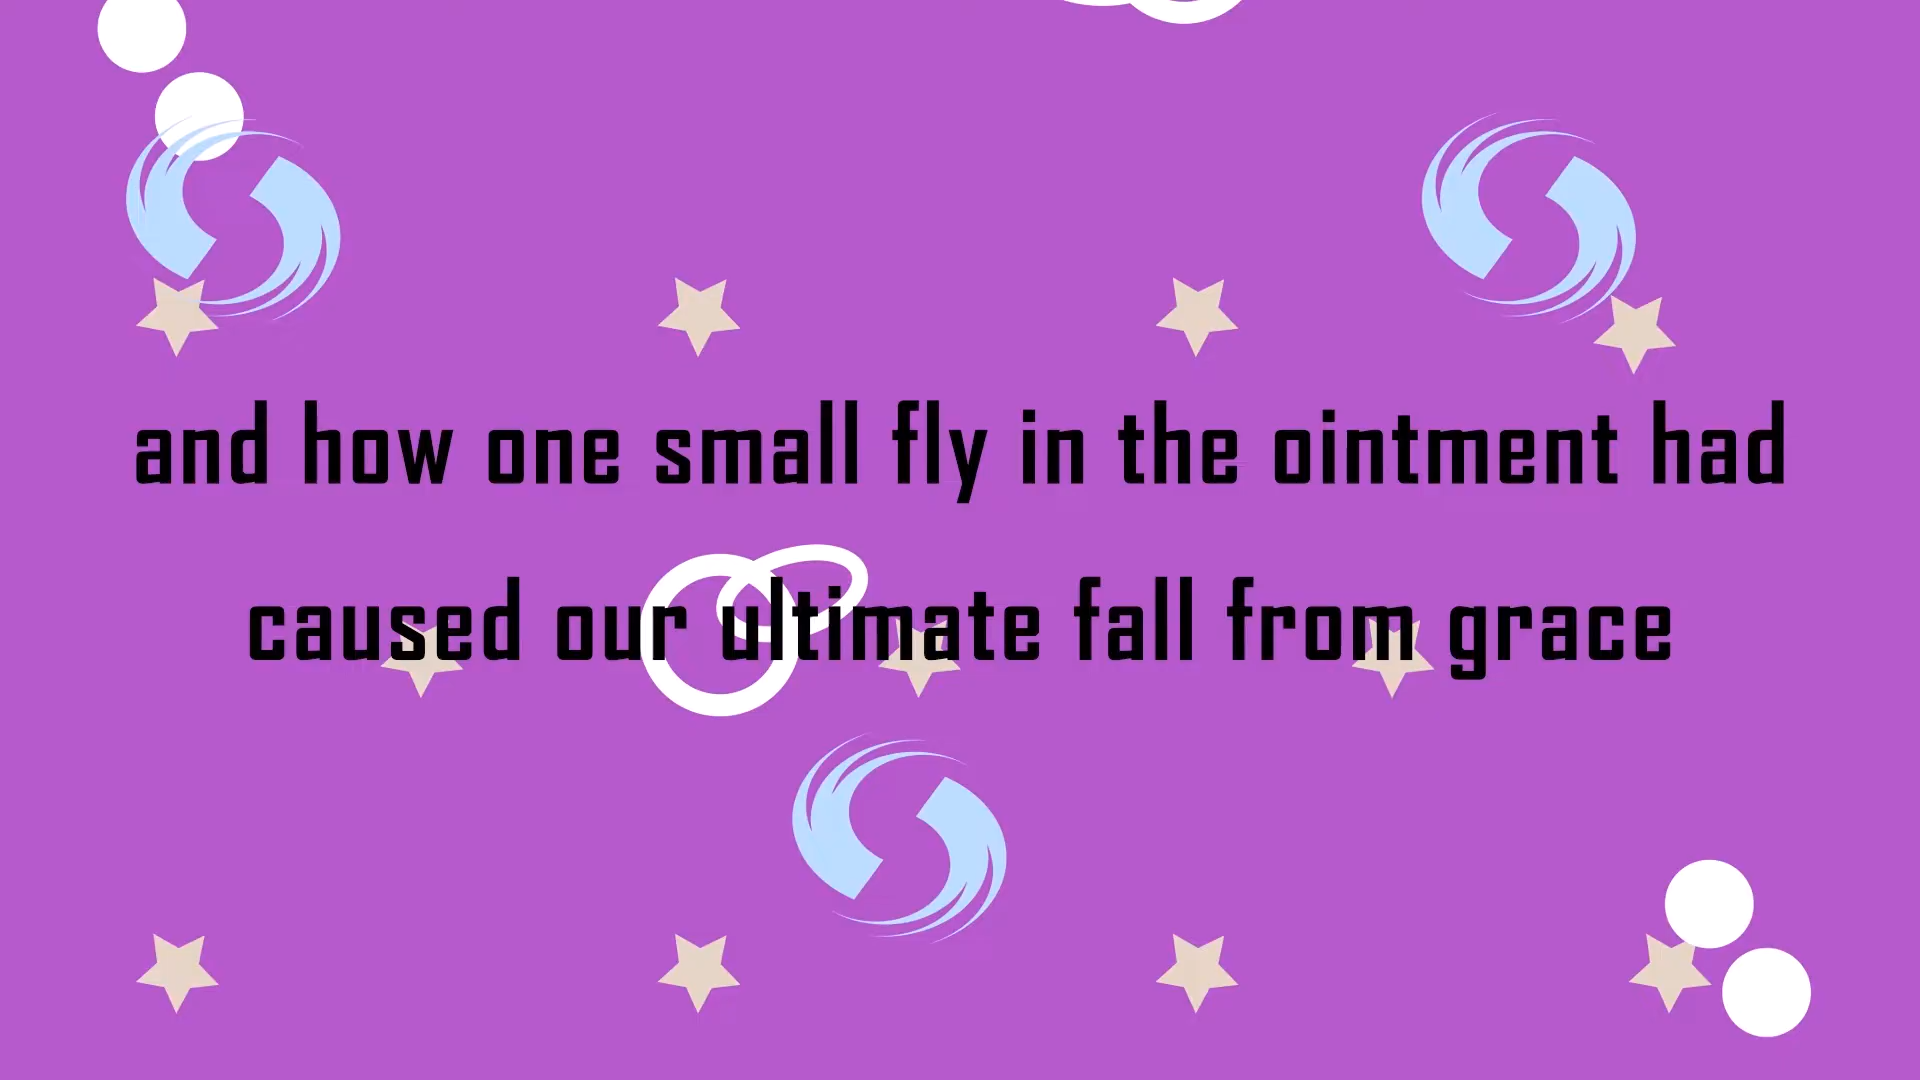 and how one small fly in the ointment had
caused our ultimate fall from grace